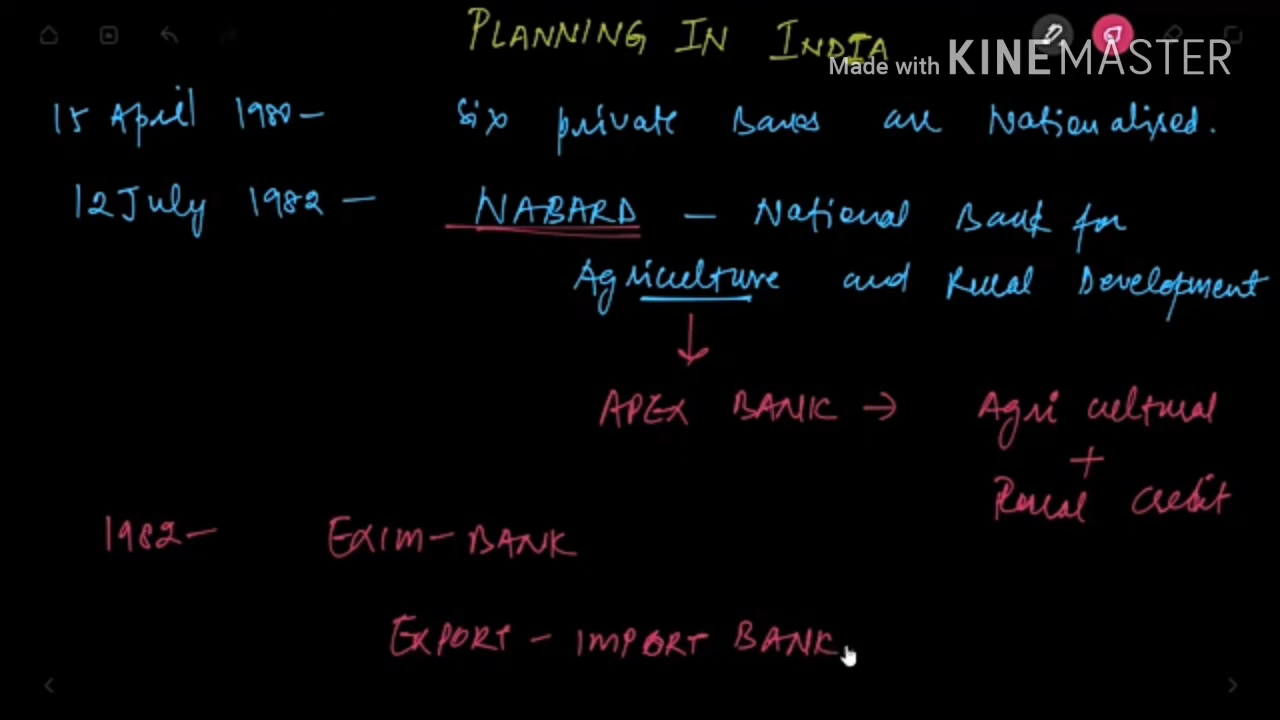 PLANNING IN INDIA
Made with KINEMASTER
15 April 1980- Six private Banks are Nationalised.
12 July 1982 - NABARD - National Bank for
Agriculture and Rural Development
APEX BANK → Agricultural
+
Rural credit
1982- EXIM-BANK
EXPORT - IMPORT BANK